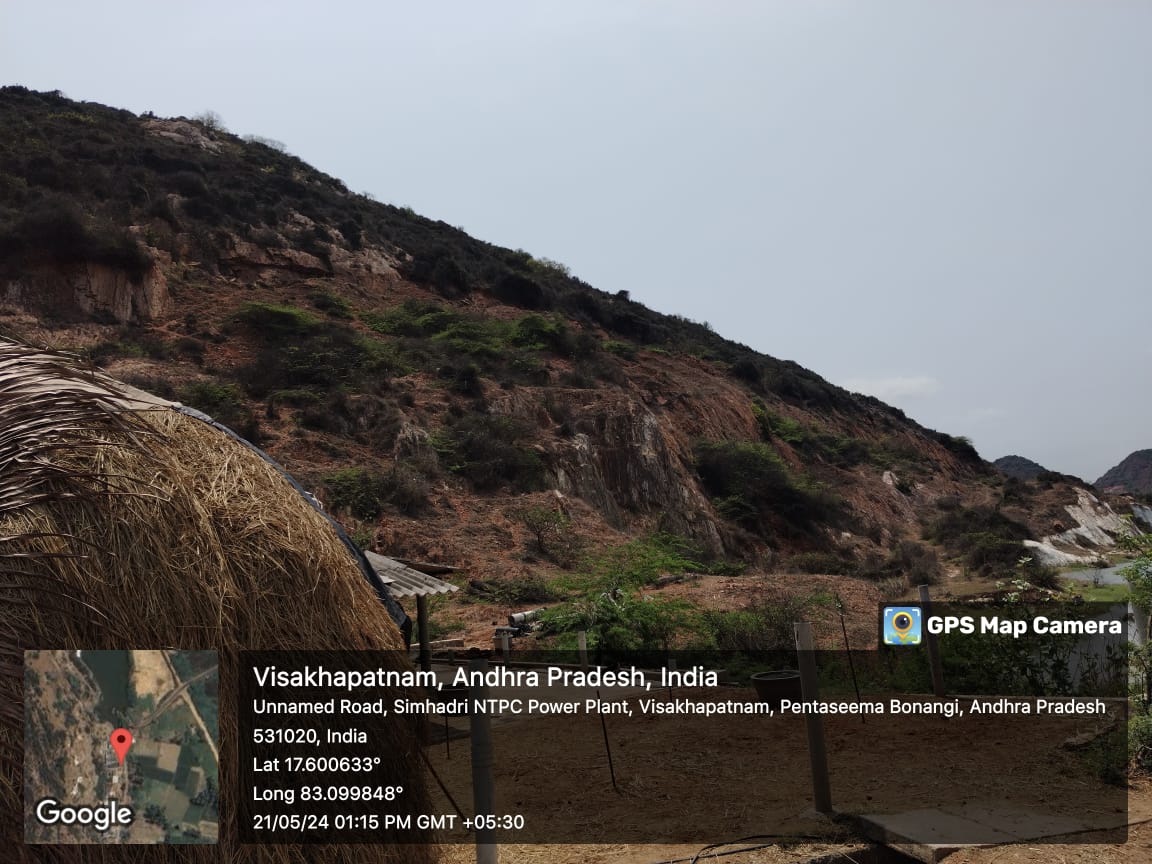 GPS Map Camera
Visakhapatnam, Andhra Pradesh, India
Unnamed Road, Simhadri NTPC Power Plant, Visakhapatnam, Pentaseema Bonangi, Andhra Pradesh
531020, India
Lat 17.600633°
Long 83.099848°
21/05/24 01:15 PM GMT +05:30
Google